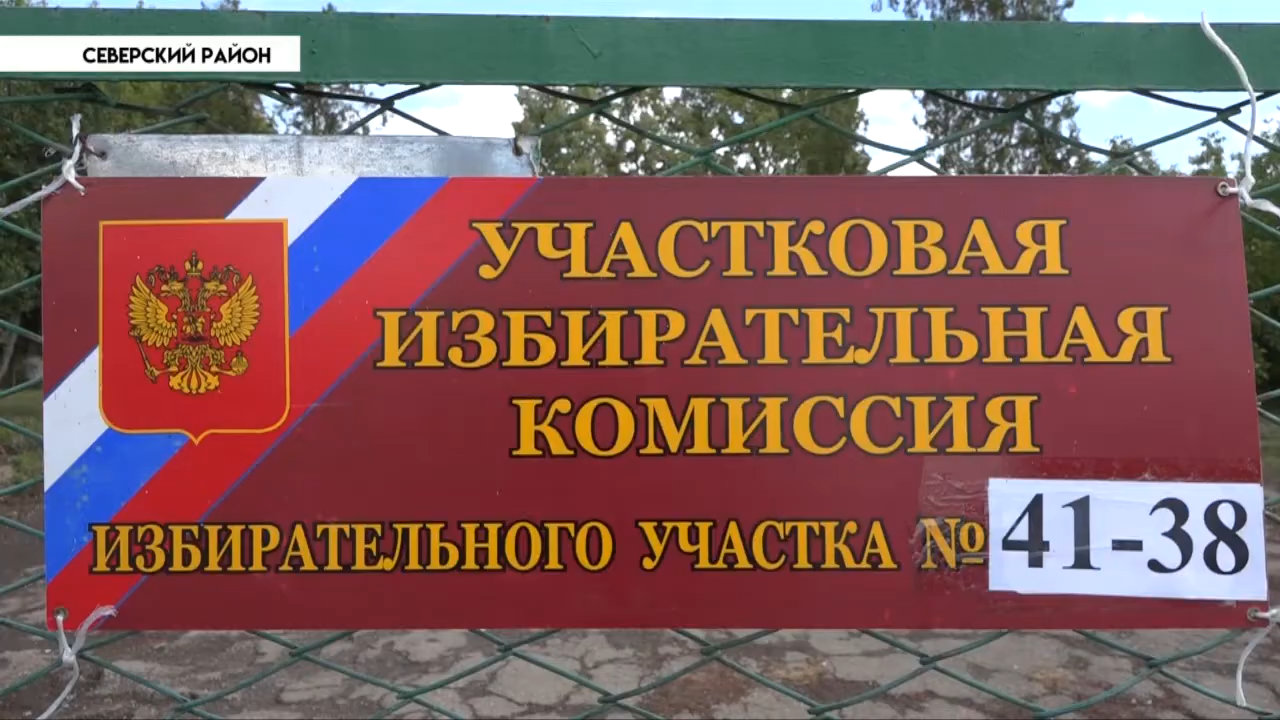 СЕВЕРСКИЙ РАЙОН
УЧАСТКОВАЯ
ИЗБИРАТЕЛЬНАЯ
КОМИССИЯ
ИЗБИРАТЕЛЬНОГО УЧАСТКА № 41-38